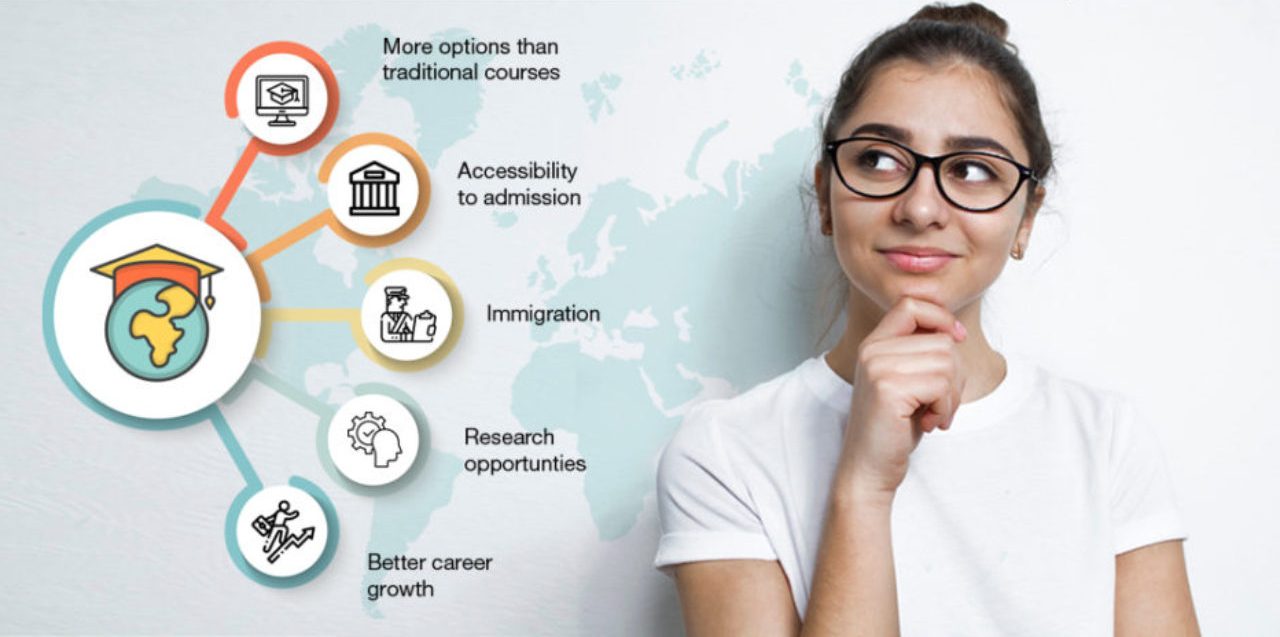 More options than
traditional courses
Accessibility
to admission
Immigration
Research
opportunties
Better career
growth